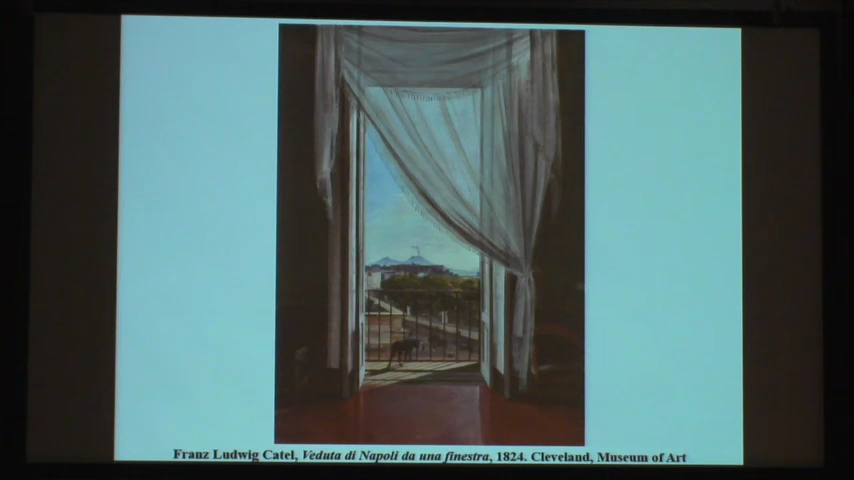 Franz Ludwig Catel, Veduta di Napoli da una finestra, 1824. Cleveland, Museum of Art